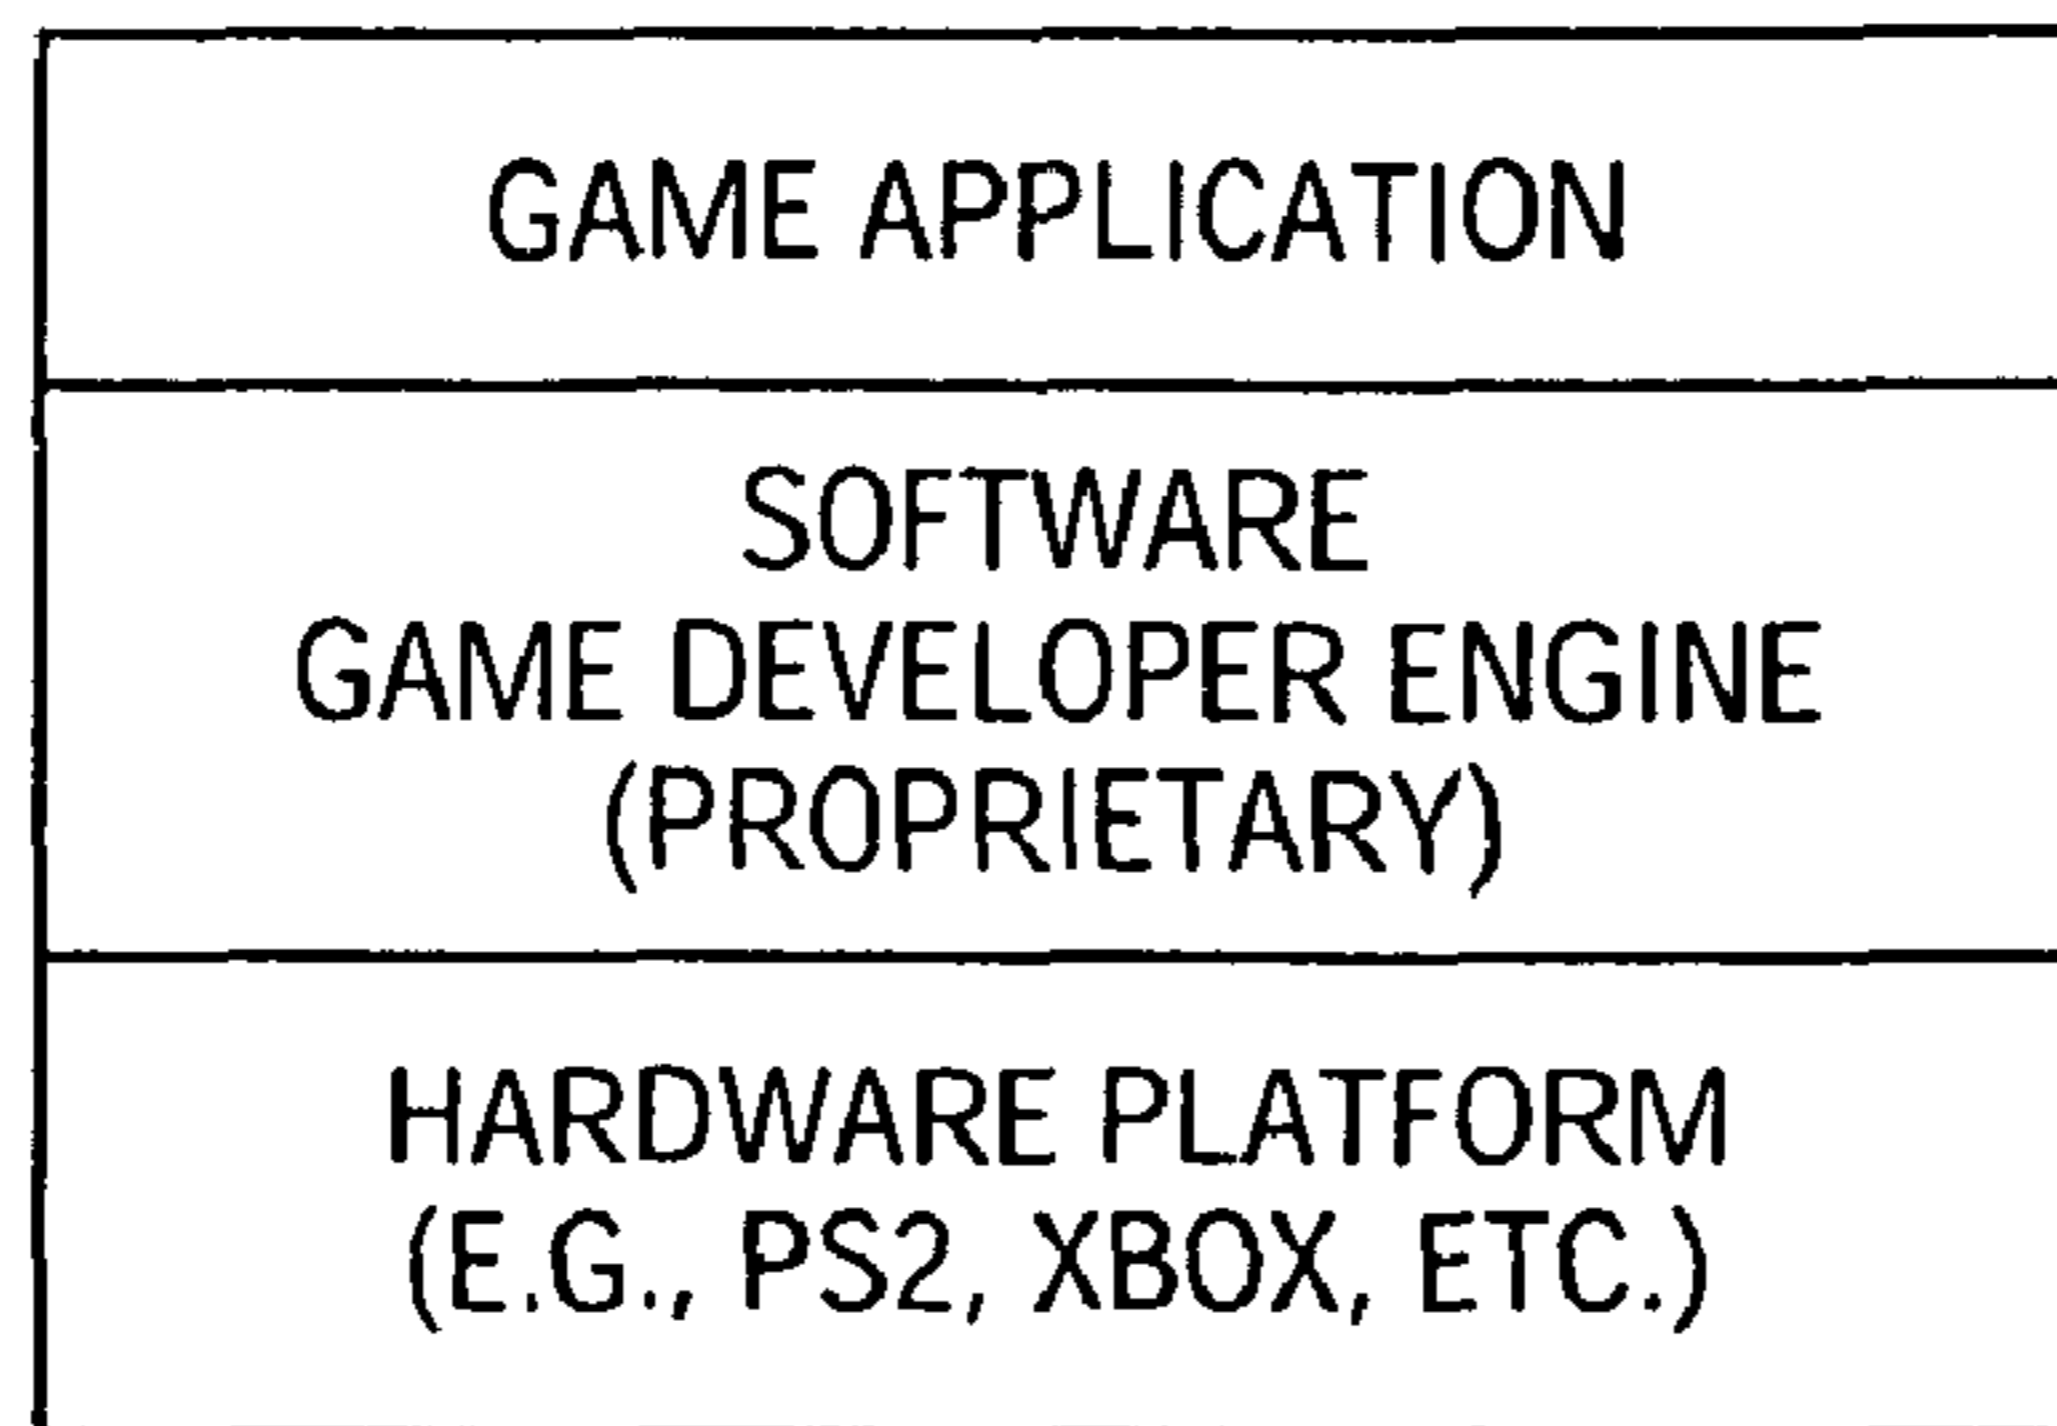 GAME APPLICATION
SOFTWARE
GAME DEVELOPER ENGINE
(PROPRIETARY)
HARDWARE PLATFORM
(E.G., PS2, XBOX, ETC.)